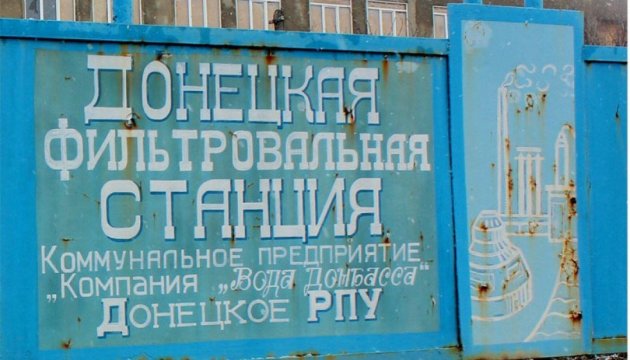 ДОНЕЦКАЯ
ФИЛЬТРОВАЛЬНАЯ
СТАНЦИЯ
КОММУНАЛЬНОЕ ПРЕДПРИЯТИЕ
„КОМПАНИЯ „ВОДА ДОНБАССА“
ДОНЕЦКОЕ РПУ